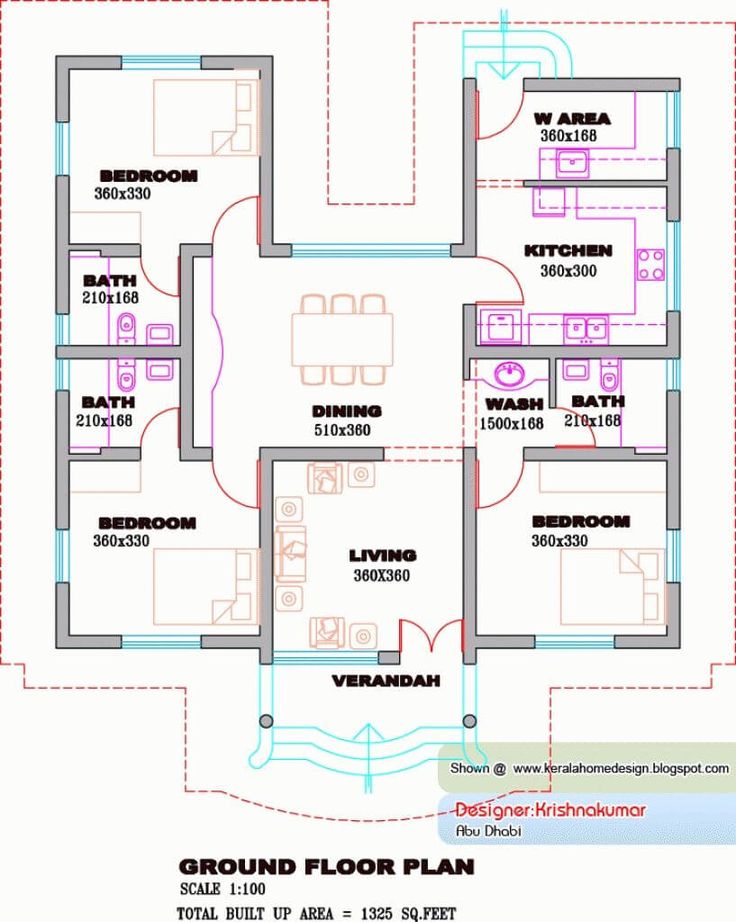 W AREA
360x168
BEDROOM
360x330
KITCHEN
360x300
BATH
210x168
DINING
510x360
BATH
210x168
WASH
1500x168
BATH
210x168
BEDROOM
360x330
LIVING
360X360
BEDROOM
360x330
VERANDAH
Shown @ www.keralahomedesign.blogspot.com
Designer:Krishnakumar
Abu Dhabi
GROUND FLOOR PLAN
SCALE 1:100
TOTAL BUILT UP AREA = 1325 SQ.FEET